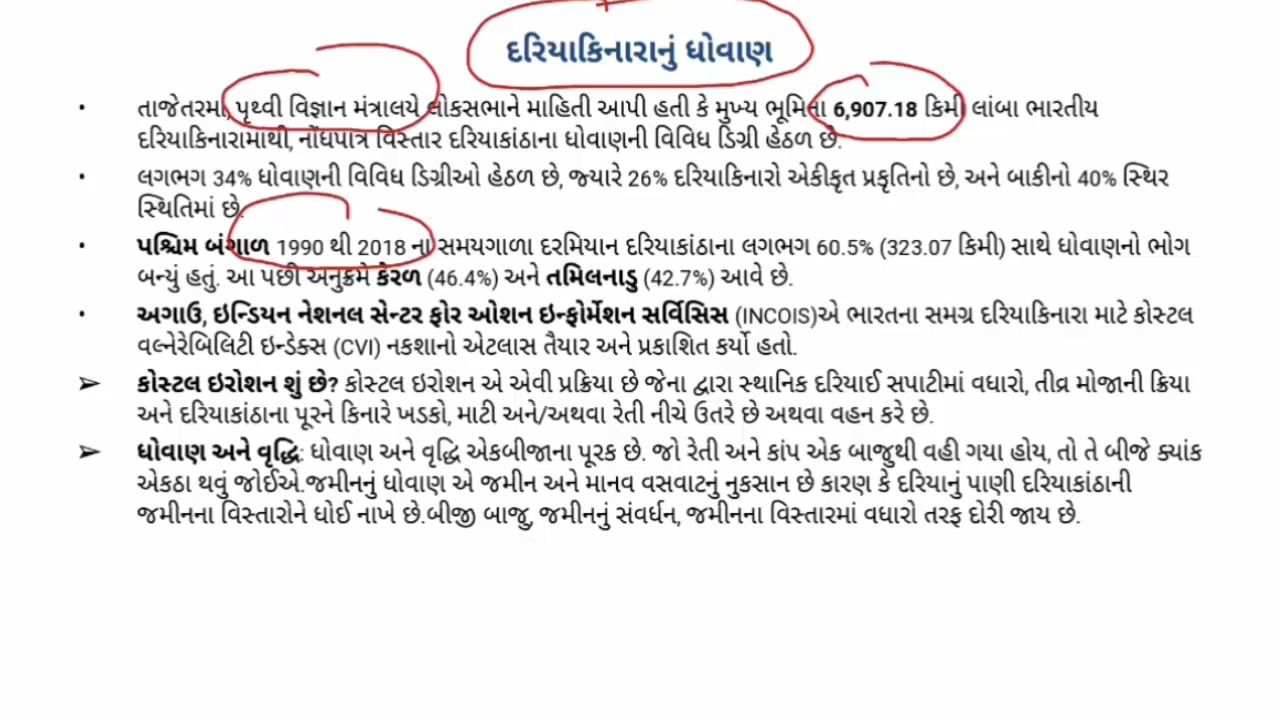 દરિયાકિનારાનું ધોવાણ
• તાજેતરમાં, પૃથ્વી વિજ્ઞાન મંત્રાલયે લોકસભાને માહિતી આપી હતી કે મુખ્ય ભૂમિના 6,907.18 કિમી લાંબા ભારતીય
દરિયાકિનારામાંથી, નોંધપાત્ર વિસ્તાર દરિયાકાંઠાના ધોવાણની વિવિધ ડિગ્રી હેઠળ છે.
• લગભગ 34% ધોવાણની વિવિધ ડિગ્રીઓ હેઠળ છે, જ્યારે 26% દરિયાકિનારો એકીકૃત પ્રકૃતિનો છે, અને બાકીનો 40% સ્થિર
સ્થિતિમાં છે.
• પશ્ચિમ બંગાળ 1990 થી 2018 ના સમયગાળા દરમિયાન દરિયાકાંઠાના લગભગ 60.5% (323.07 કિમી) સાથે ધોવાણનો ભોગ
બન્યું હતું. આ પછી અનુક્રમે કેરળ (46.4%) અને તમિલનાડુ (42.7%) આવે છે.
• અગાઉ, ઇન્ડિયન નેશનલ સેન્ટર ફોર ઓશન ઇન્ફોર્મેશન સર્વિસિસ (INCOIS)એ ભારતના સમગ્ર દરિયાકિનારા માટે કોસ્ટલ
વલ્નેરેબિલિટી ઇન્ડેક્સ (CVI) નકશાનો એટલાસ તૈયાર અને પ્રકાશિત કર્યો હતો.
➢ કોસ્ટલ ઇરોશન શું છે? કોસ્ટલ ઇરોશન એ એવી પ્રક્રિયા છે જેના દ્વારા સ્થાનિક દરિયાઈ સપાટીમાં વધારો, તીવ્ર મોજાની ક્રિયા
અને દરિયાકાંઠાના પૂરને કિનારે ખડકો, માટી અને/અથવા રેતી નીચે ઉતરે છે અથવા વહન કરે છે.
➢ ધોવાણ અને વૃદ્ધિ: ધોવાણ અને વૃદ્ધિ એકબીજાના પૂરક છે. જો રેતી અને કાંપ એક બાજુથી વહી ગયા હોય, તો તે બીજે ક્યાંક
એકઠા થવું જોઈએ.જમીનનું ધોવાણ એ જમીન અને માનવ વસવાટનું નુકસાન છે કારણ કે દરિયાનું પાણી દરિયાકાંઠાની
જમીનના વિસ્તારોને ધોઈ નાખે છે.બીજી બાજુ, જમીનનું સંવર્ધન, જમીનના વિસ્તારમાં વધારો તરફ દોરી જાય છે.